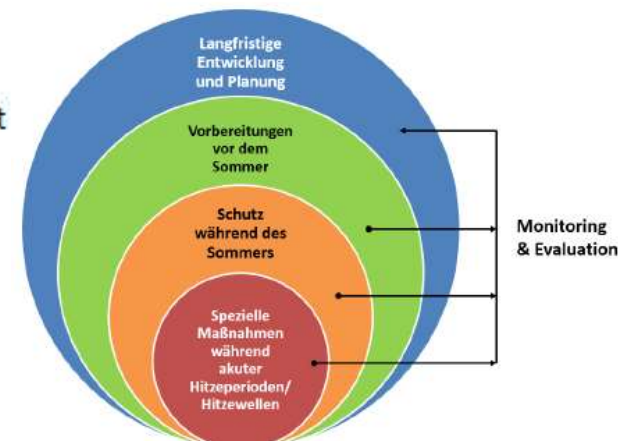 t
Langfristige
Entwicklung
und Planung
Vorbereitungen
vor dem
Sommer
Schutz
während des
Sommers
Spezielle
Maßnahmen
während
akuter
Hitzeperioden/
Hitzewellen
Monitoring
& Evaluation